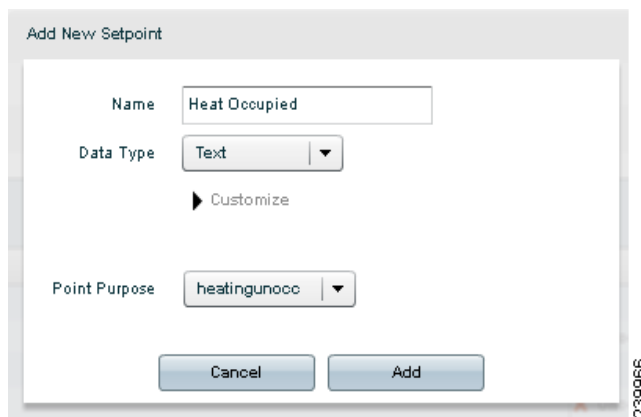 Add New Setpoint
Name Heat Occupied
Data Type Text
Customize
Point Purpose heatingunocc
Cancel Add
239966